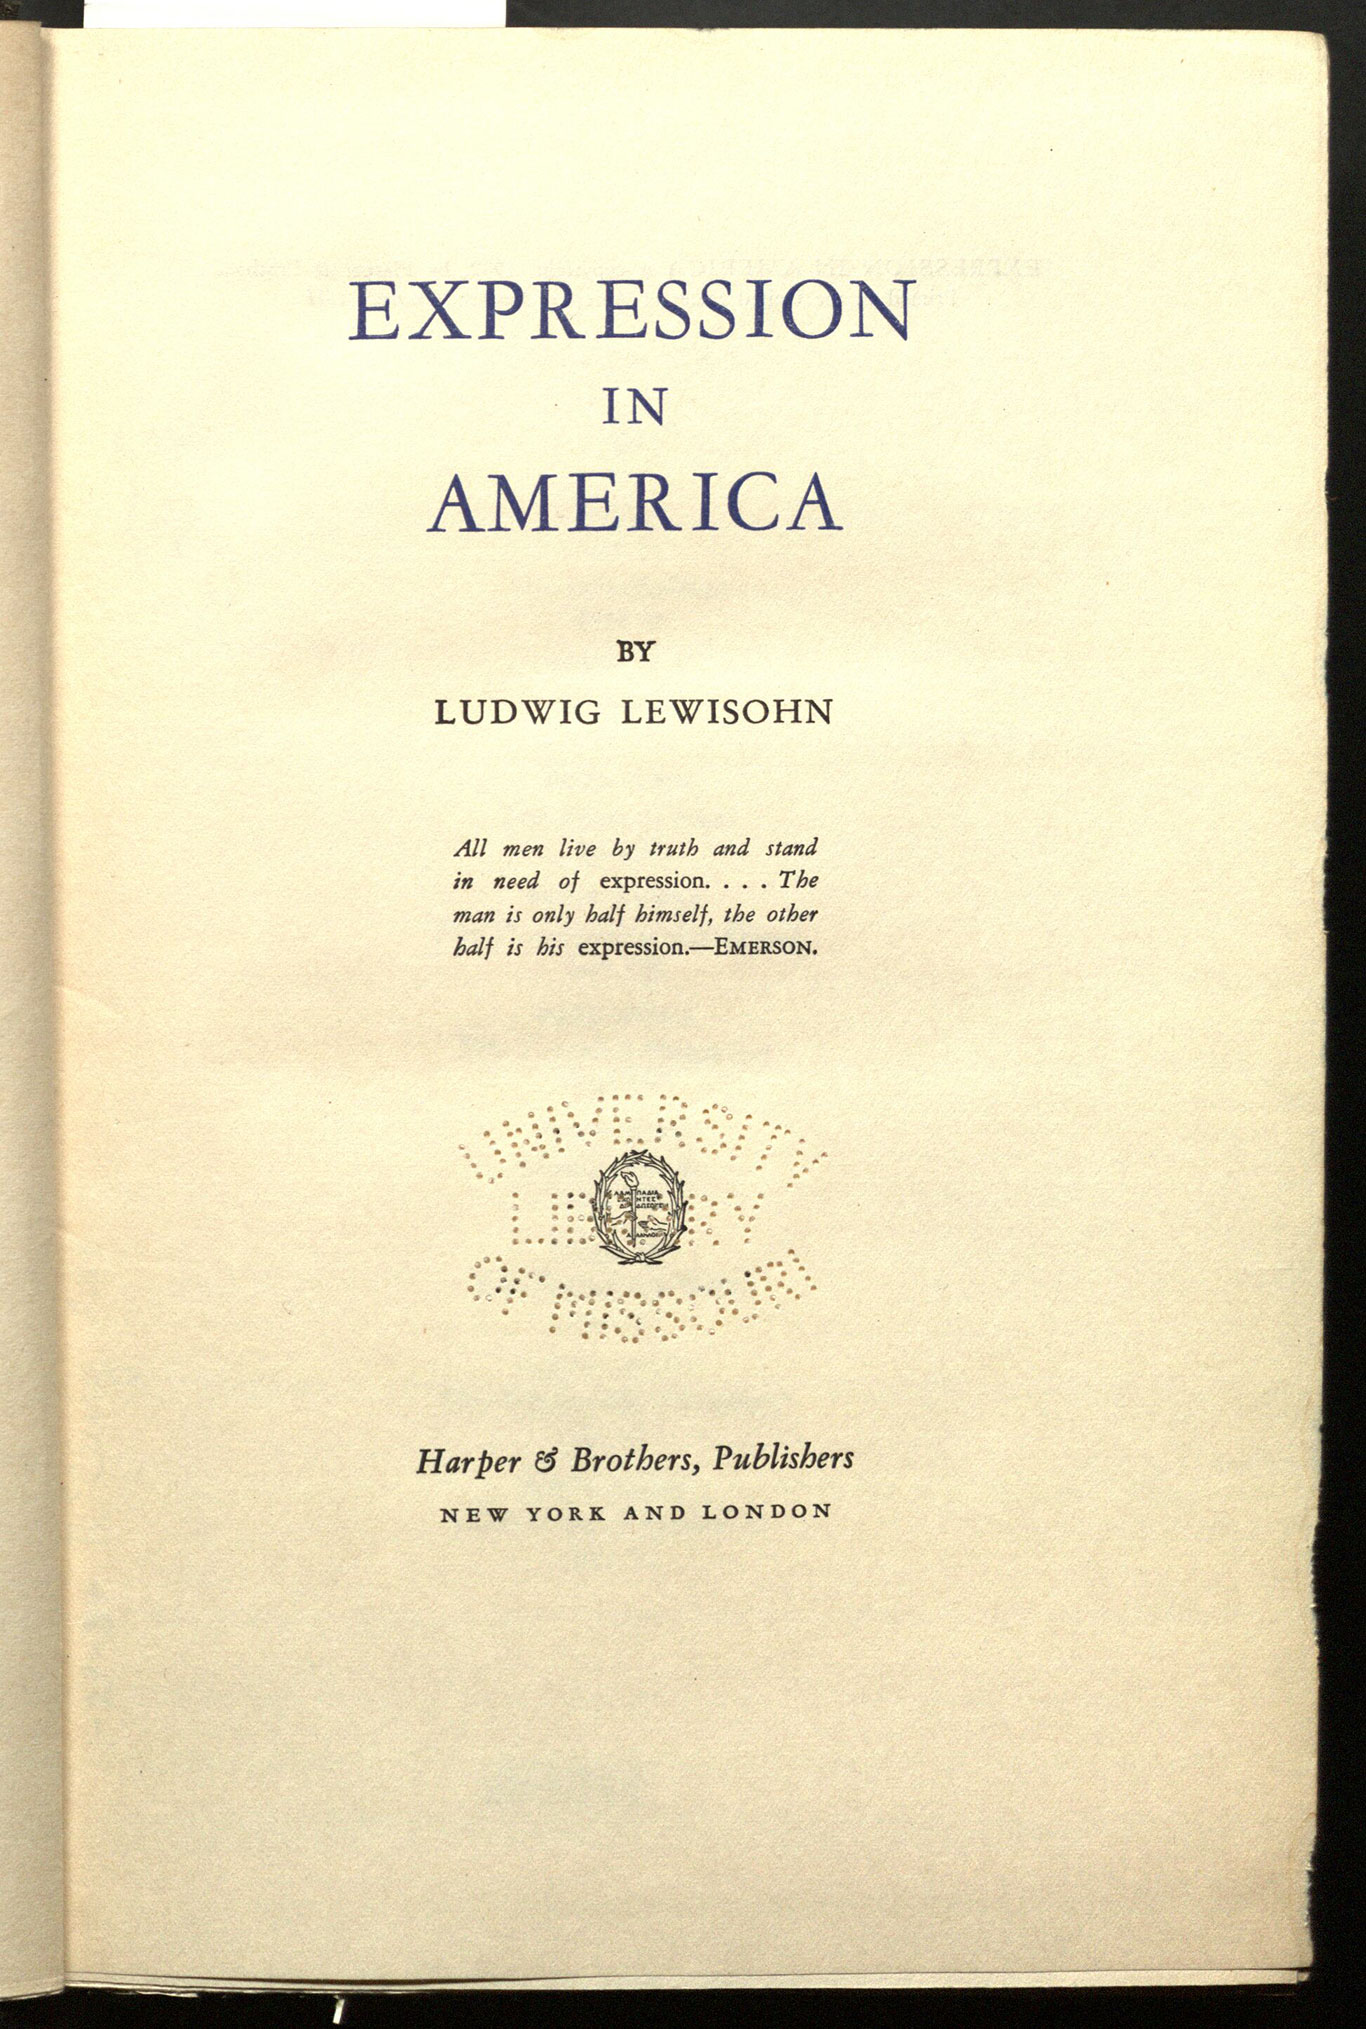 EXPRESSION
IN
AMERICA
BY
LUDWIG LEWISOHN
All men live by truth and stand
in need of expression. . . . The
man is only half himself, the other
half is his expression.—EMERSON.
UNIVERSITY
LIBRARY
OF MISSOURI
Harper & Brothers, Publishers
NEW YORK AND LONDON